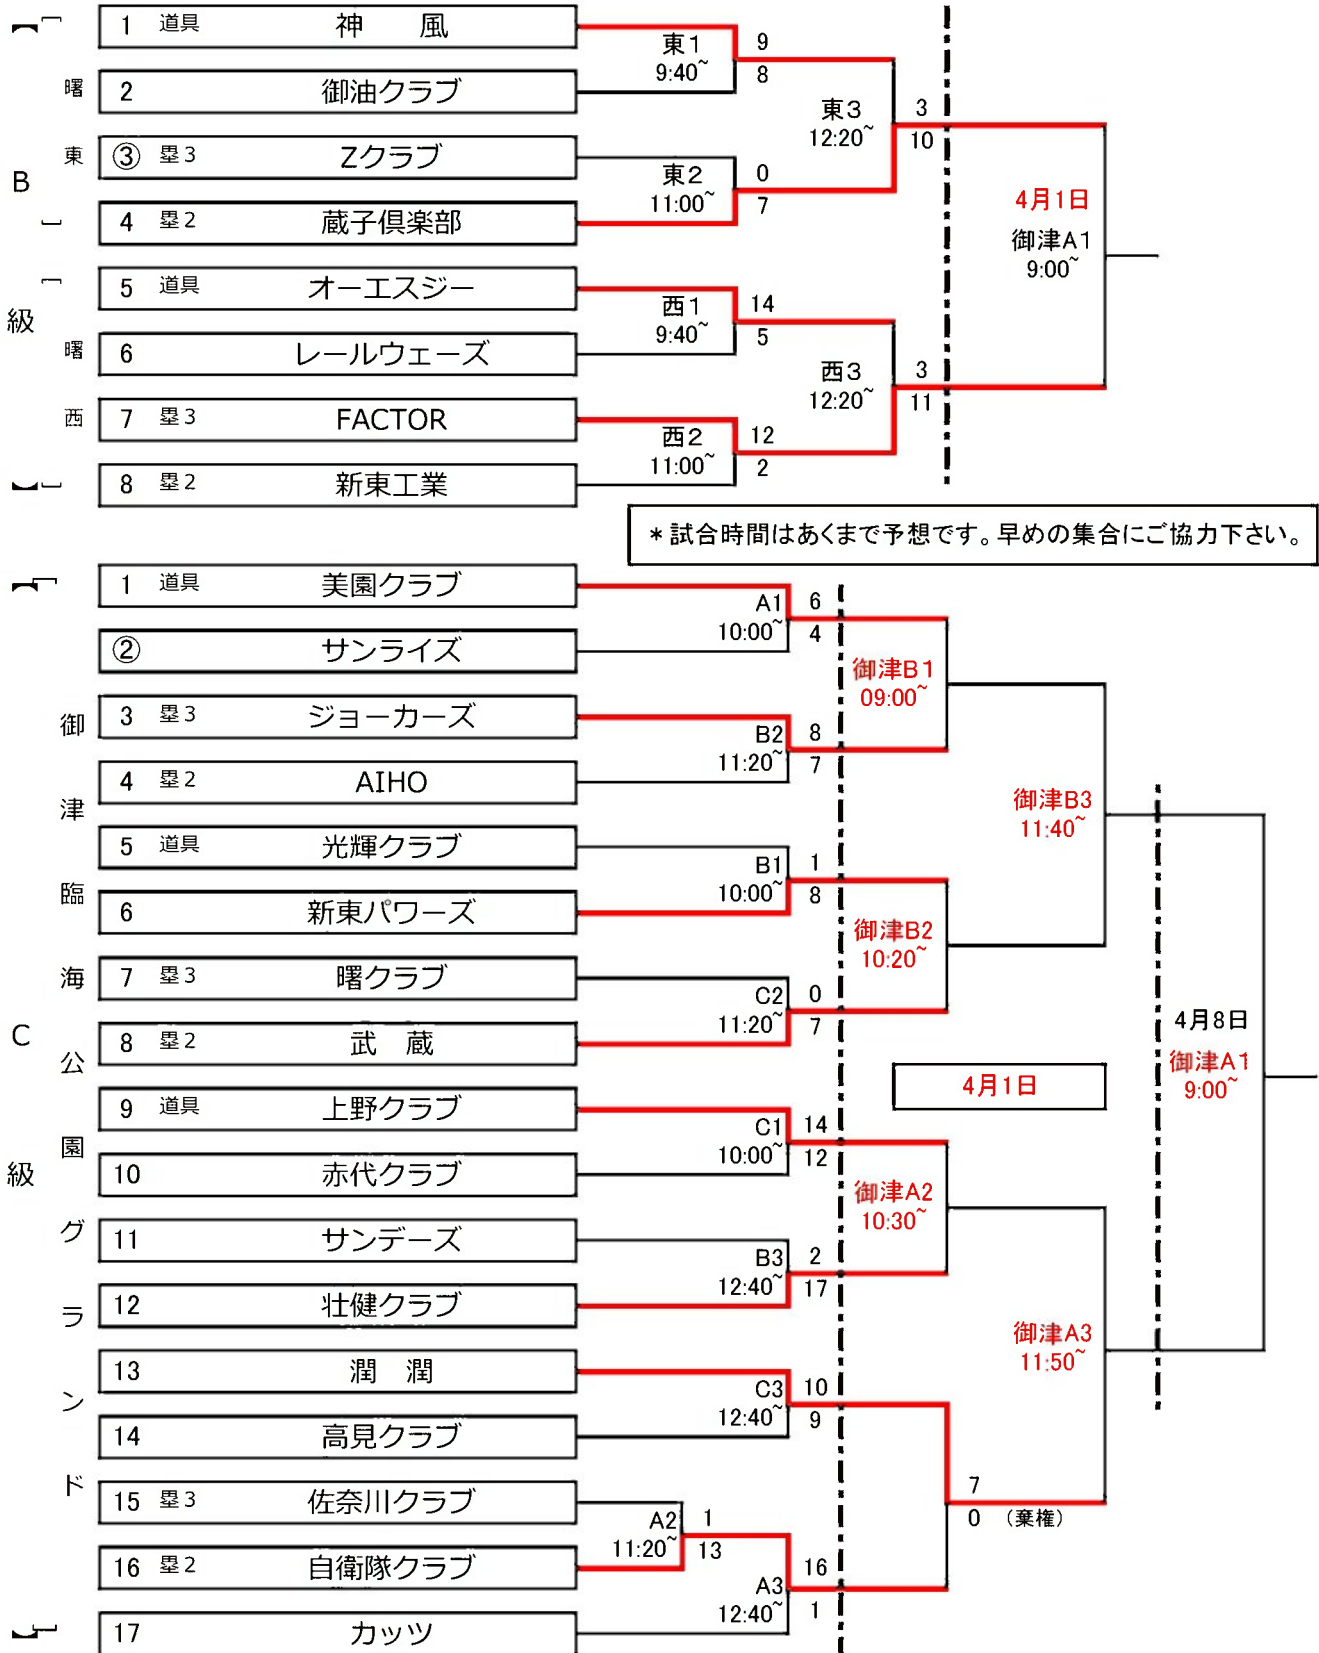 B級
曙東
1 道具 神 風
2 御油クラブ
③ 塁3 Zクラブ
4 塁2 蔵子倶楽部
曙西
5 道具 オーエスジー
6 レールウェーズ
7 塁3 FACTOR
8 塁2 新東工業
東1
9:40~
9
8
東2
11:00~
0
7
東3
12:20~
3
10
西1
9:40~
14
5
西2
11:00~
12
2
西3
12:20~
3
11
4月1日
御津A1
9:00~
*試合時間はあくまで予想です。早めの集合にご協力下さい。
C級
御津臨海公園グランド
1 道具 美園クラブ
② サンライズ
3 塁3 ジョーカーズ
4 塁2 AIHO
5 道具 光輝クラブ
6 新東パワーズ
7 塁3 曙クラブ
8 塁2 武 蔵
9 道具 上野クラブ
10 赤代クラブ
11 サンデーズ
12 壮健クラブ
13 潤 潤
14 高見クラブ
15 塁3 佐奈川クラブ
16 塁2 自衛隊クラブ
17 カッツ
A1
10:00~
6
4
B2
11:20~
8
7
B1
10:00~
1
8
C2
11:20~
0
7
C1
10:00~
14
12
B3
12:40~
2
17
C3
12:40~
10
9
A2
11:20~
1
13
A3
12:40~
16
1
御津B1
09:00~
御津B2
10:20~
御津B3
11:40~
4月1日
御津A2
10:30~
7
0 (棄権)
御津A3
11:50~
4月8日
御津A1
9:00~